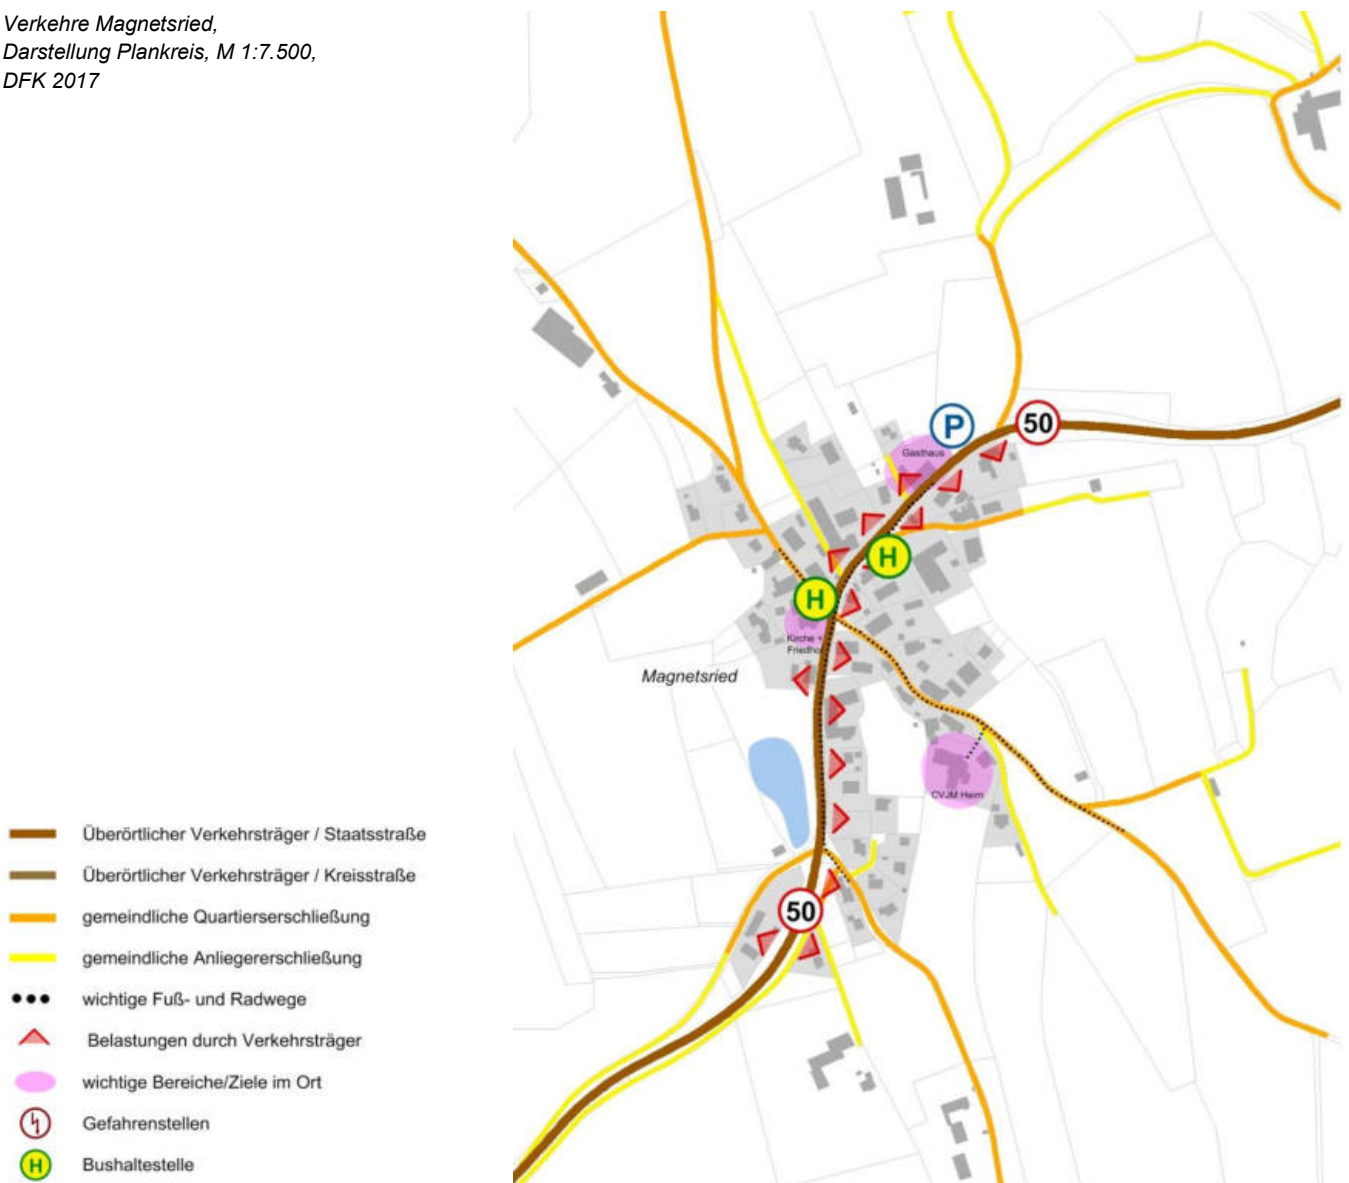 Verkehre Magnetsried,
Darstellung Plankreis, M 1:7.500,
DFK 2017
P
50
Gasthaus
H
H
Kirche +
Friedho
Magnetsried
CVJM Heim
50
Überörtlicher Verkehrsträger / Staatsstraße
Überörtlicher Verkehrsträger / Kreisstraße
gemeindliche Quartierserschließung
gemeindliche Anliegererschließung
wichtige Fuß- und Radwege
Belastungen durch Verkehrsträger
wichtige Bereiche/Ziele im Ort
Gefahrenstellen
H Bushaltestelle